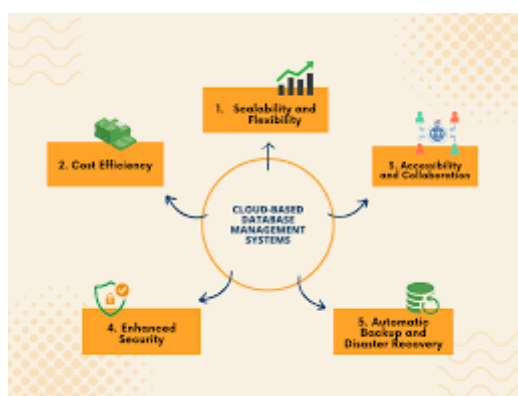 1. Scalability and
Flexibility
2. Cost Efficiency
3. Accessibility
and Collaboration
CLOUD-BASED
DATABASE
MANAGEMENT
SYSTEMS
4. Enhanced
Security
5. Automatic
Backup and
Disaster Recovery